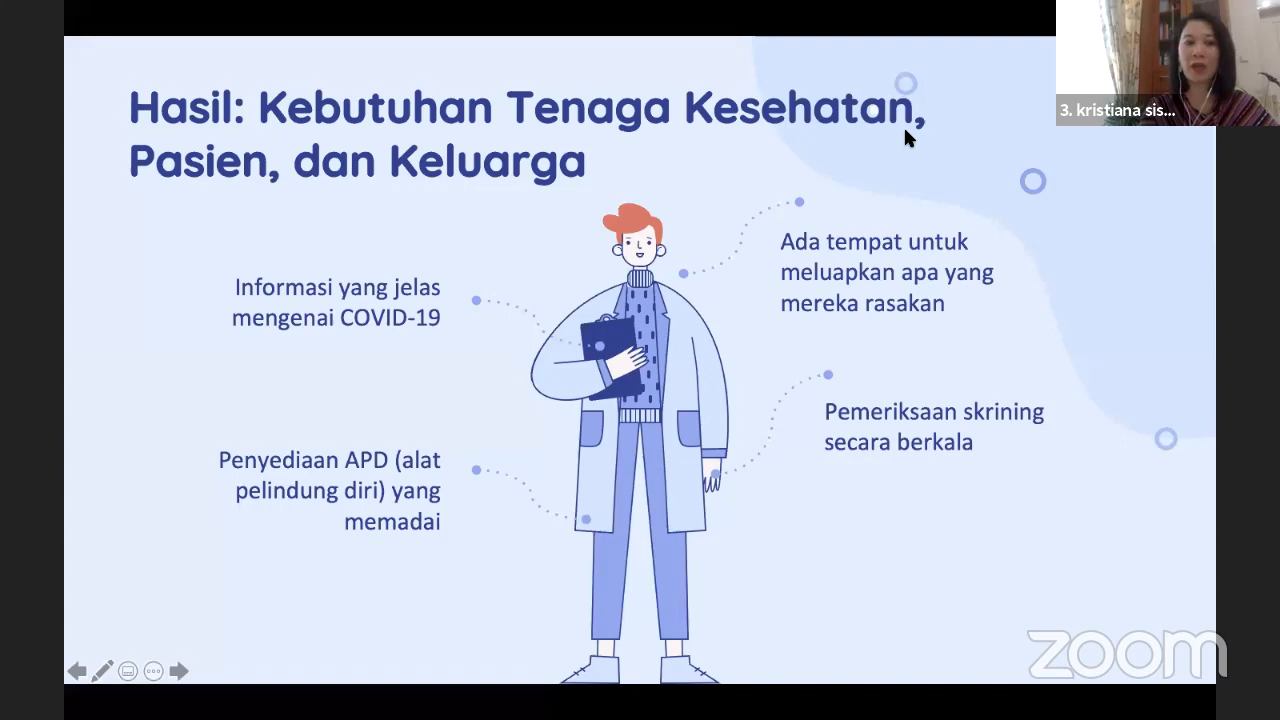 Hasil: Kebutuhan Tenaga Kesehatan,
Pasien, dan Keluarga
3. kristiana sis...
Informasi yang jelas
mengenai COVID-19
Penyediaan APD (alat
pelindung diri) yang
memadai
Ada tempat untuk
meluapkan apa yang
mereka rasakan
Pemeriksaan skrining
secara berkala
zoom